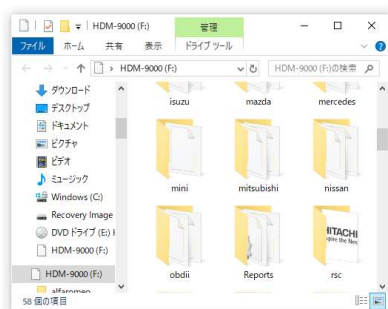 HDM-9000 (F:)
管理
ファイル ホーム 共有 表示 ドライブ ツール
HDM-9000 (F:)
HDM-9000 (F:)の検索
ダウンロード
デスクトップ
ドキュメント
ピクチャ
ビデオ
ミュージック
Windows (C:)
Recovery Image
DVD ドライブ (E:)
HDM-9000 (F:)
HDM-9000 (F:)
alfaromeo
isuzu mazda mercedes
mini mitsubishi nissan
HITACHI
obdii Reports rsc
58 個の項目